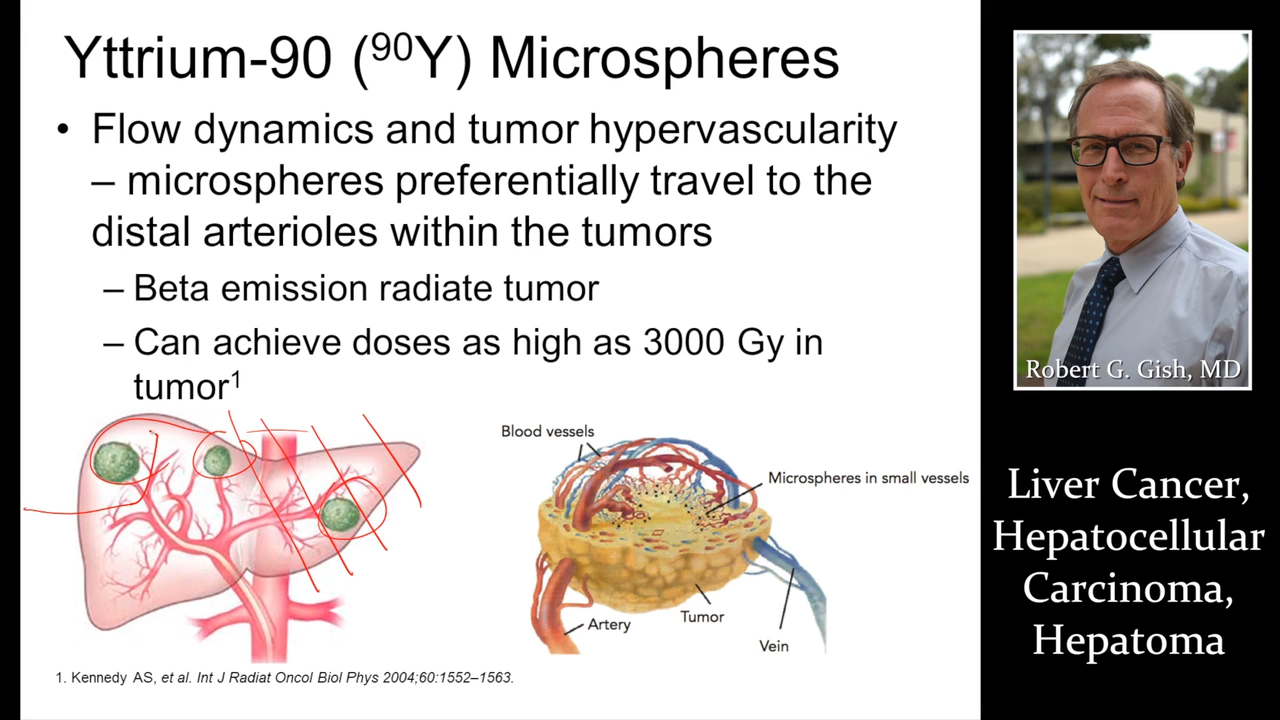 Yttrium-90 (⁹⁰Y) Microspheres
• Flow dynamics and tumor hypervascularity
– microspheres preferentially travel to the
distal arterioles within the tumors
– Beta emission radiate tumor
– Can achieve doses as high as 3000 Gy in
tumor¹
Blood vessels
Microspheres in small vessels
Artery
Tumor
Vein
1. Kennedy AS, et al. Int J Radiat Oncol Biol Phys 2004;60:1552–1563.
Robert G. Gish, MD
Liver Cancer,
Hepatocellular
Carcinoma,
Hepatoma